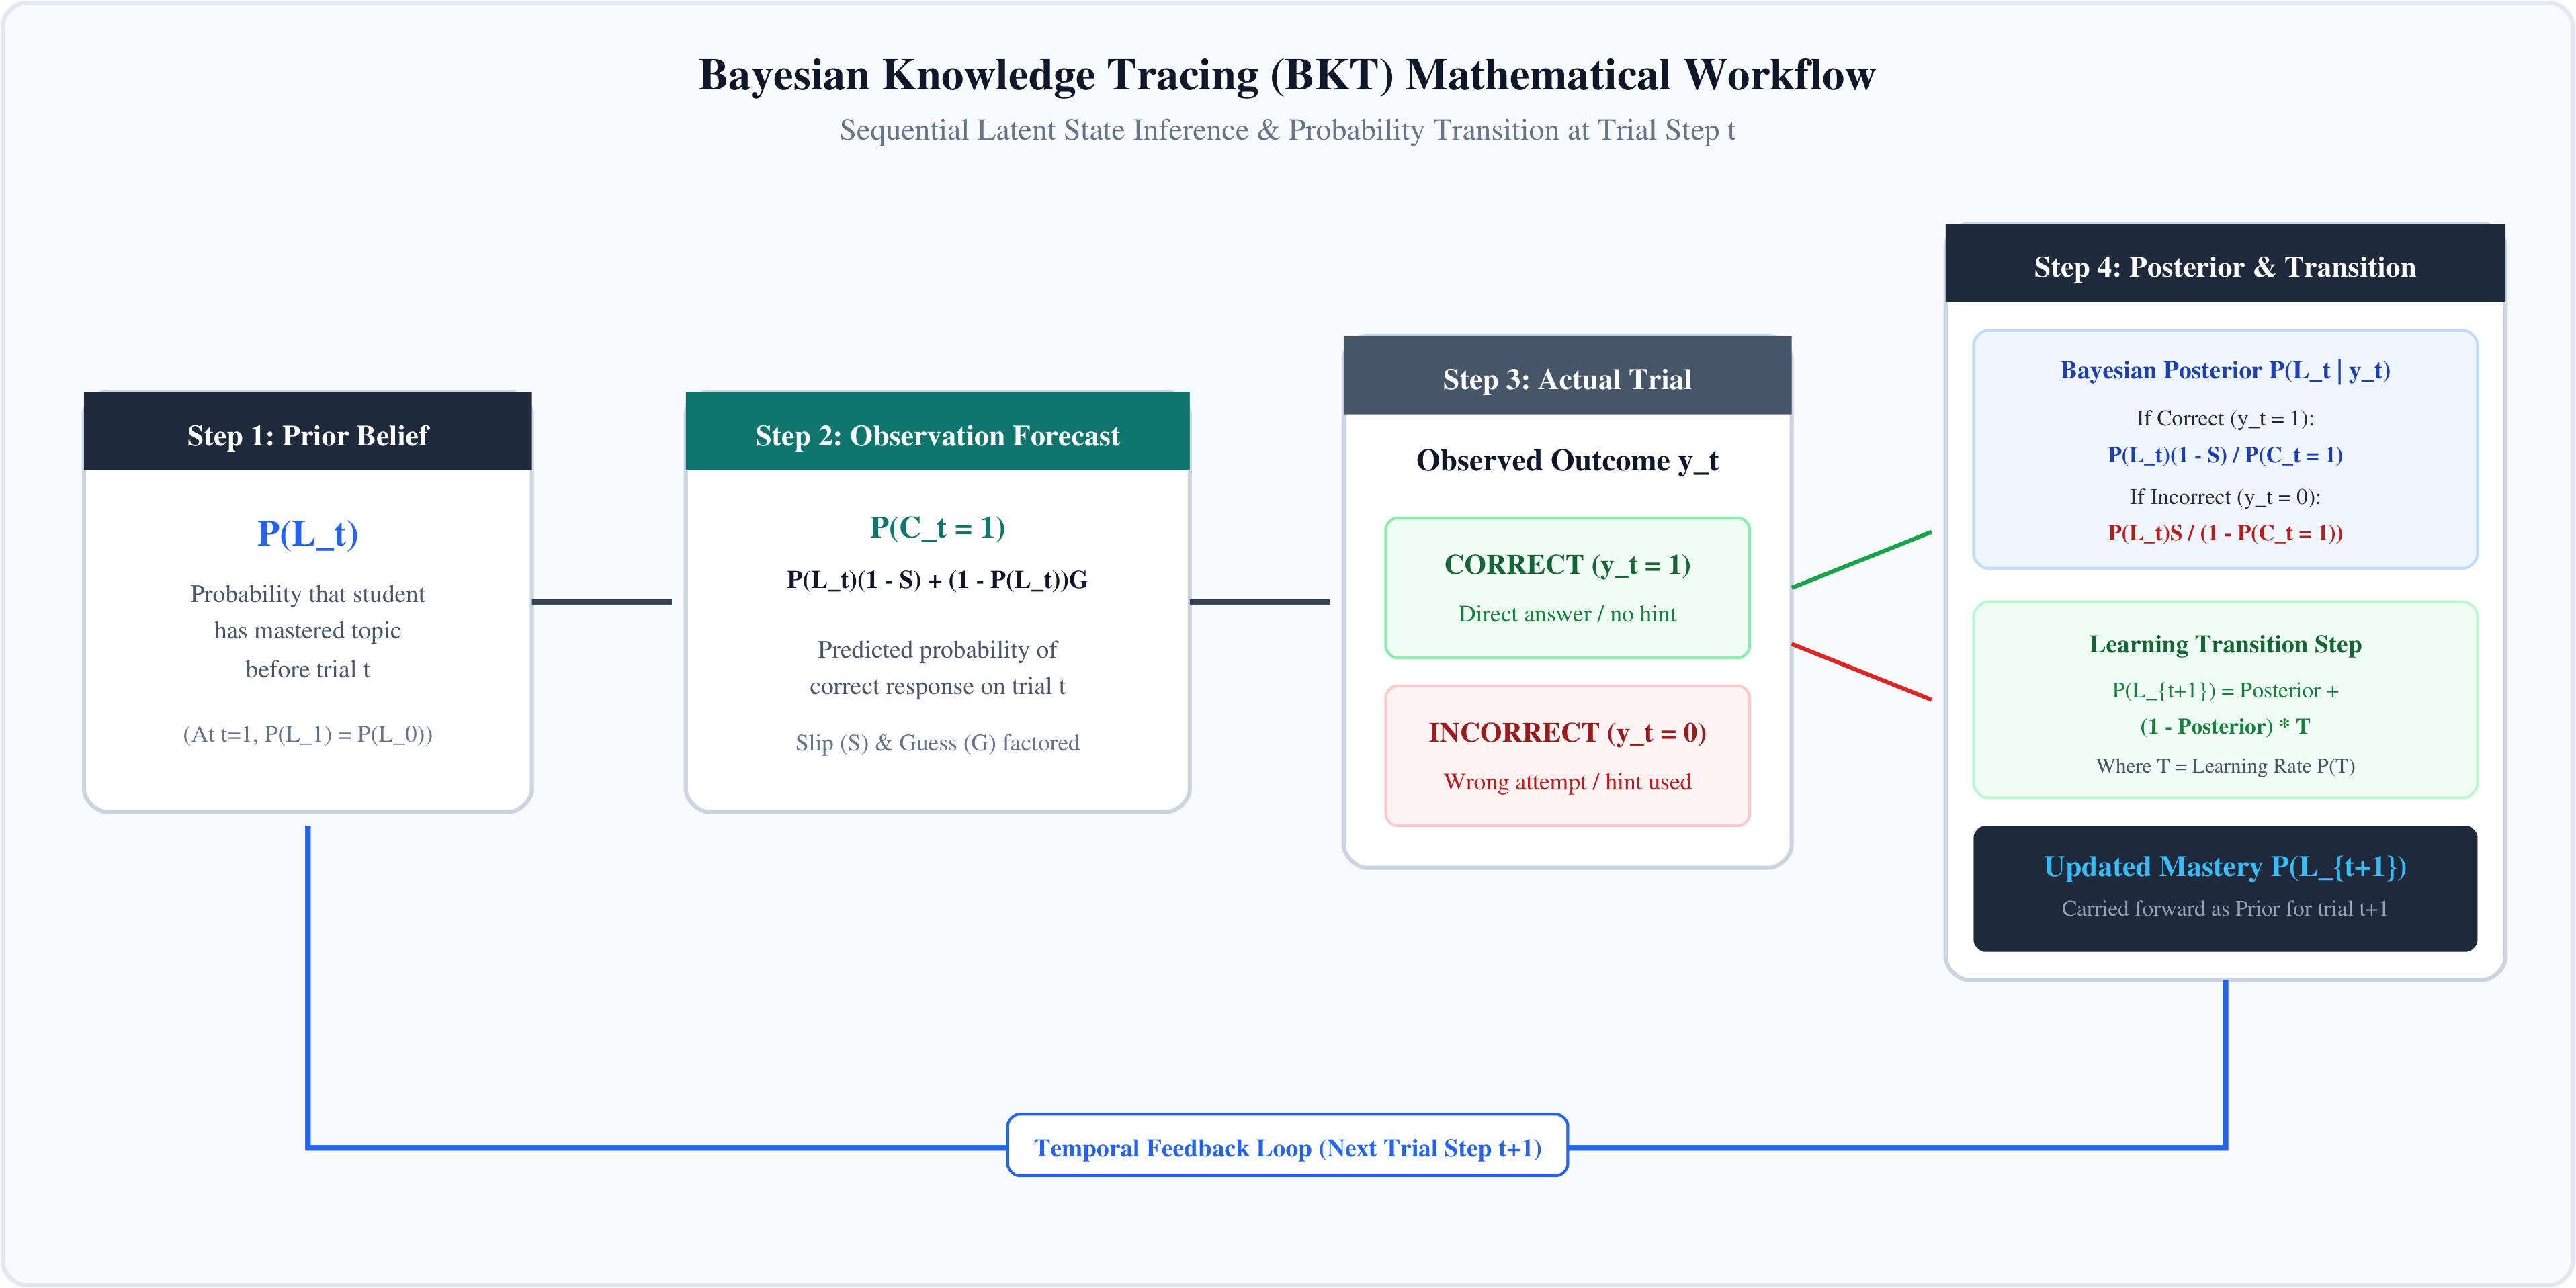 Bayesian Knowledge Tracing (BKT) Mathematical Workflow
Sequential Latent State Inference & Probability Transition at Trial Step t
Step 1: Prior Belief
P(L_t)
Probability that student
has mastered topic
before trial t
(At t=1, P(L_1) = P(L_0))
Step 2: Observation Forecast
P(C_t = 1)
P(L_t)(1 - S) + (1 - P(L_t))G
Predicted probability of
correct response on trial t
Slip (S) & Guess (G) factored
Step 3: Actual Trial
Observed Outcome y_t
CORRECT (y_t = 1)
Direct answer / no hint
INCORRECT (y_t = 0)
Wrong attempt / hint used
Step 4: Posterior & Transition
Bayesian Posterior P(L_t | y_t)
If Correct (y_t = 1):
P(L_t)(1 - S) / P(C_t = 1)
If Incorrect (y_t = 0):
P(L_t)S / (1 - P(C_t = 1))
Learning Transition Step
P(L_{t+1}) = Posterior +
(1 - Posterior) * T
Where T = Learning Rate P(T)
Updated Mastery P(L_{t+1})
Carried forward as Prior for trial t+1
Temporal Feedback Loop (Next Trial Step t+1)